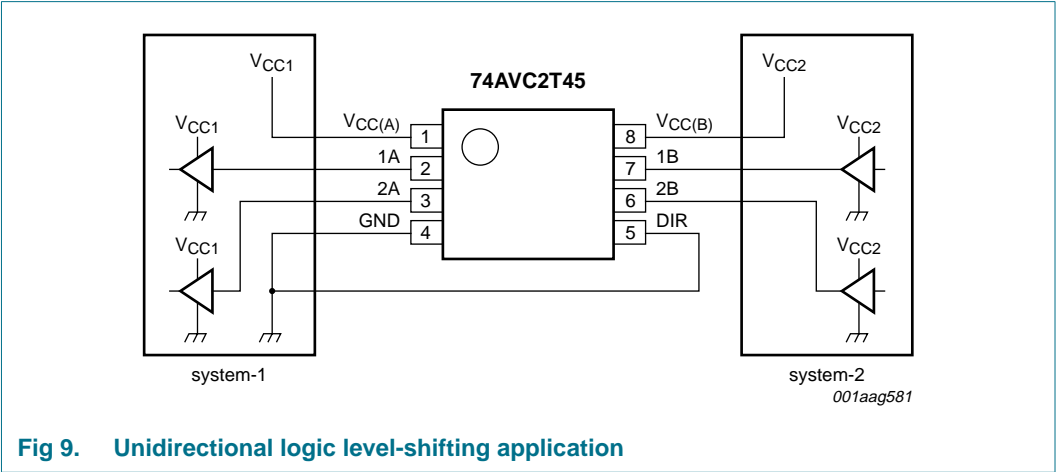 VCC1
VCC2
74AVC2T45
VCC1
VCC(A)
1
8
VCC(B)
VCC2
1A
2
7
1B
2A
3
6
2B
GND
4
5
DIR
VCC1
VCC2
system-1
system-2
001aag581
Fig 9. Unidirectional logic level-shifting application